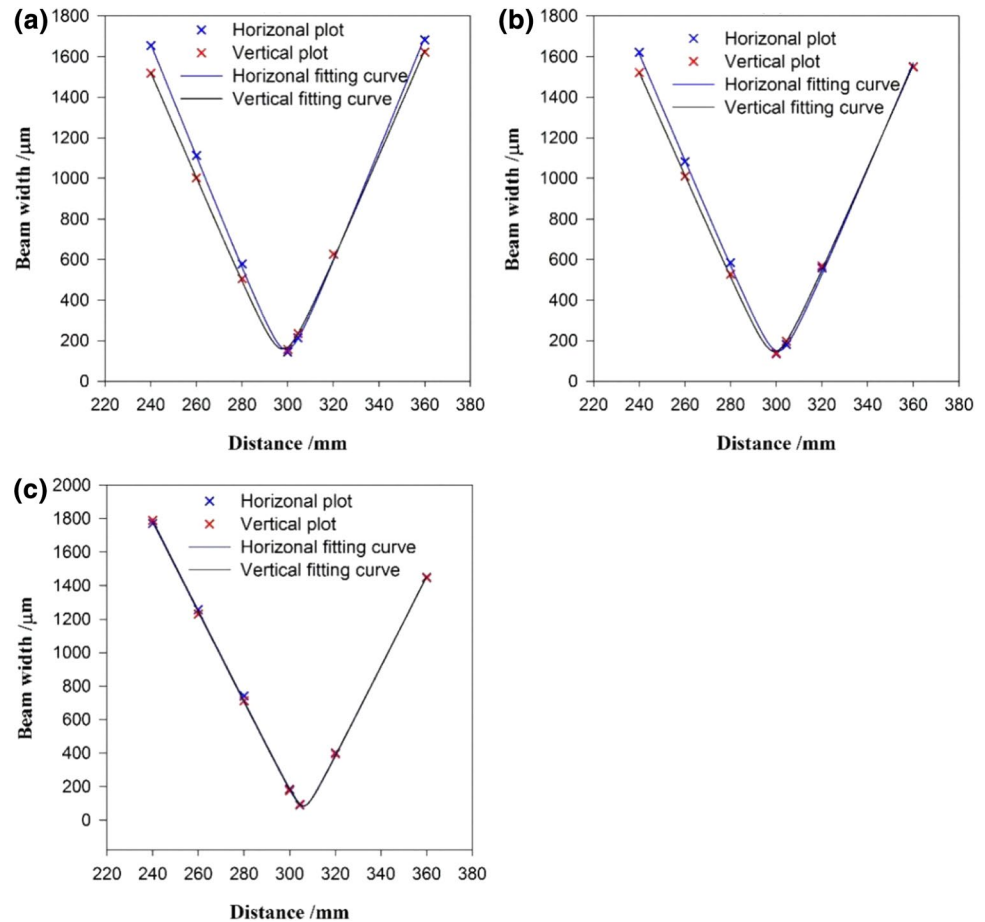 (a)
1800
1600
1400
1200
1000
800
600
400
200
0
Beam width /μm
Horizonal plot
Vertical plot
Horizonal fitting curve
Vertical fitting curve
220 240 260 280 300 320 340 360 380
Distance /mm
(b)
1800
1600
1400
1200
1000
800
600
400
200
0
Beam width /μm
Horizonal plot
Vertical plot
Horizonal fitting curve
Vertical fitting curve
220 240 260 280 300 320 340 360 380
Distance /mm
(c)
2000
1800
1600
1400
1200
1000
800
600
400
200
0
Beam width /μm
Horizonal plot
Vertical plot
Horizonal fitting curve
Vertical fitting curve
220 240 260 280 300 320 340 360 380
Distance /mm